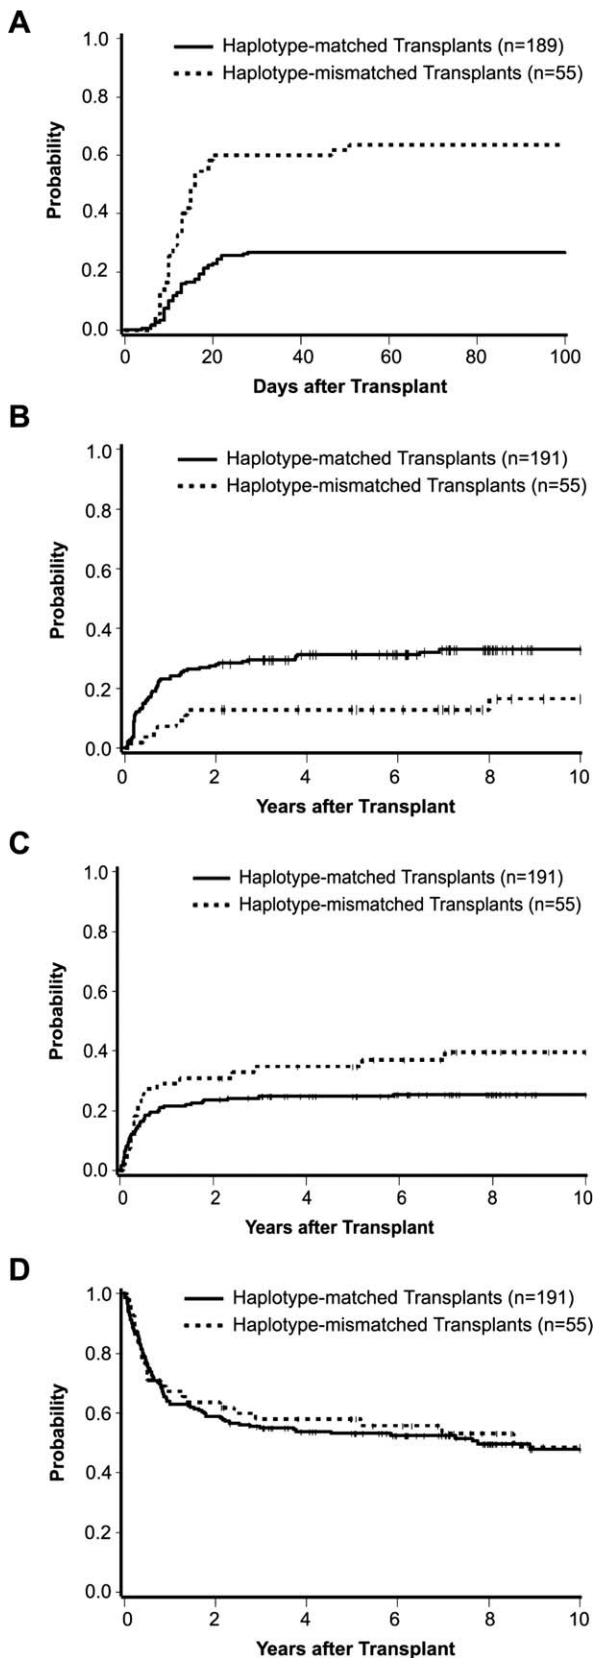 A
1.0
Haplotype-matched Transplants (n=189)
Haplotype-mismatched Transplants (n=55)
0.8
0.6
0.4
0.2
0.0
Probability
0 20 40 60 80 100
Days after Transplant
B
1.0
Haplotype-matched Transplants (n=191)
Haplotype-mismatched Transplants (n=55)
0.8
0.6
0.4
0.2
0.0
Probability
0 2 4 6 8 10
Years after Transplant
C
1.0
Haplotype-matched Transplants (n=191)
Haplotype-mismatched Transplants (n=55)
0.8
0.6
0.4
0.2
0.0
Probability
0 2 4 6 8 10
Years after Transplant
D
1.0
Haplotype-matched Transplants (n=191)
Haplotype-mismatched Transplants (n=55)
0.8
0.6
0.4
0.2
0.0
Probability
0 2 4 6 8 10
Years after Transplant